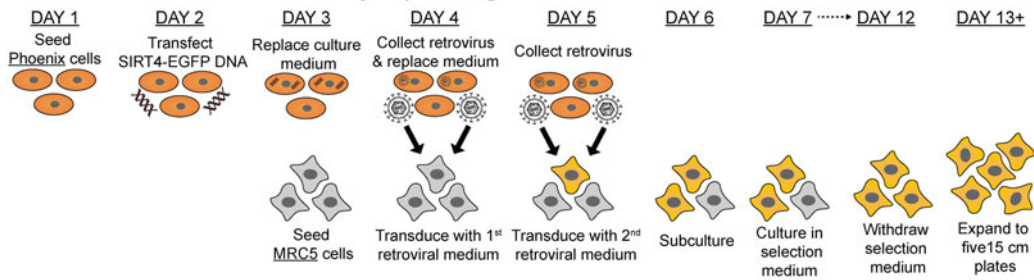 DAY 1
Seed
Phoenix cells
DAY 2
Transfect
SIRT4-EGFP DNA
DAY 3
Replace culture
medium
Seed
MRC5 cells
DAY 4
Collect retrovirus
& replace medium
Transduce with 1st
retroviral medium
DAY 5
Collect retrovirus
Transduce with 2nd
retroviral medium
DAY 6
Subculture
DAY 7
Culture in
selection
medium
DAY 12
Withdraw
selection
medium
DAY 13+
Expand to
five15 cm
plates